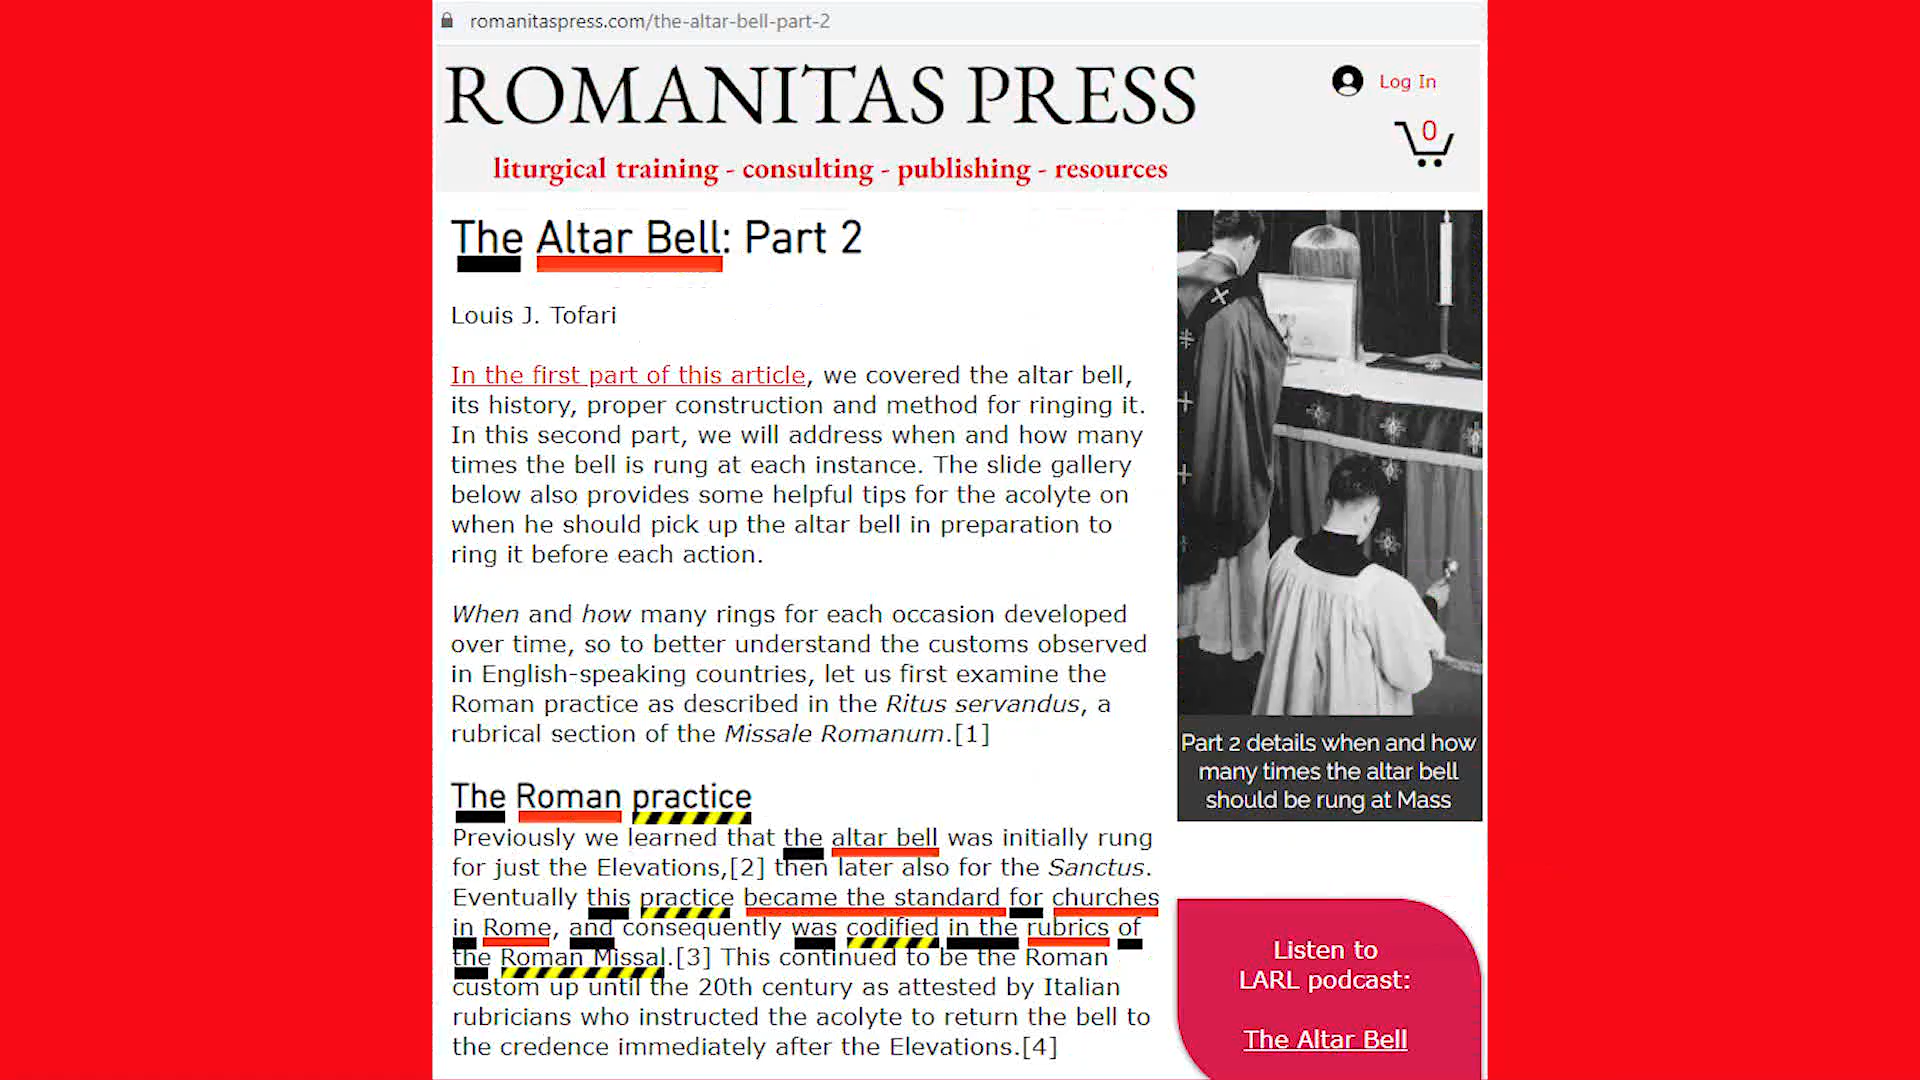 romanitaspress.com/the-altar-bell-part-2
ROMANITAS PRESS
Log In
0
liturgical training - consulting - publishing - resources
The Altar Bell: Part 2
Louis J. Tofari
In the first part of this article, we covered the altar bell,
its history, proper construction and method for ringing it.
In this second part, we will address when and how many
times the bell is rung at each instance. The slide gallery
below also provides some helpful tips for the acolyte on
when he should pick up the altar bell in preparation to
ring it before each action.
When and how many rings for each occasion developed
over time, so to better understand the customs observed
in English-speaking countries, let us first examine the
Roman practice as described in the Ritus servandus, a
rubrical section of the Missale Romanum.[1]
The Roman practice
Previously we learned that the altar bell was initially rung
for just the Elevations,[2] then later also for the Sanctus.
Eventually this practice became the standard for churches
in Rome, and consequently was codified in the rubrics of
the Roman Missal.[3] This continued to be the Roman
custom up until the 20th century as attested by Italian
rubricians who instructed the acolyte to return the bell to
the credence immediately after the Elevations.[4]
Part 2 details when and how
many times the altar bell
should be rung at Mass
Listen to
LARL podcast:
The Altar Bell